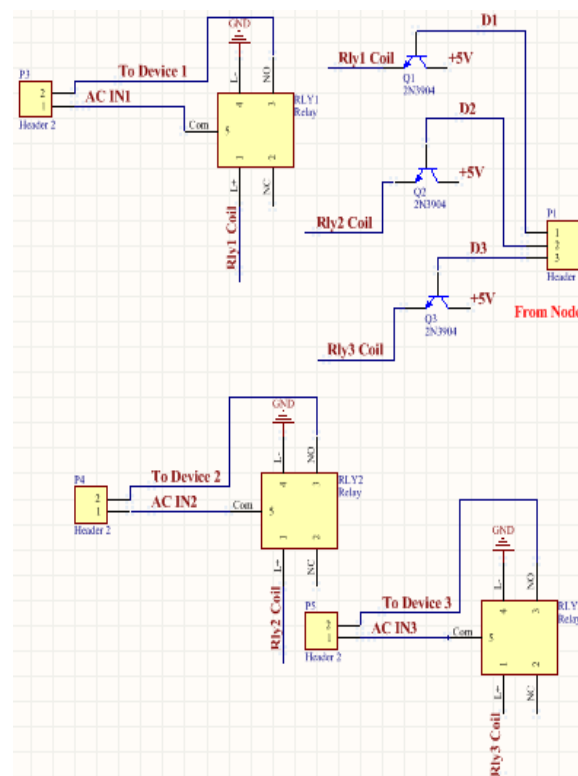 GND
D1
To Device 1
Rly1 Coil
+5V
P3
2
1
AC IN1
Header 2
L-
NO
4
3
Com
5
RLY1
Relay
1
2
L+
NC
Rly1 Coil
Q1
2N3904
D2
+5V
Q2
2N3904
Rly2 Coil
D3
P1
1
2
3
Header
+5V
Q3
2N3904
Rly3 Coil
From Node
GND
To Device 2
P4
2
1
AC IN2
Header 2
L-
NO
4
3
Com
5
RLY2
Relay
1
2
L+
NC
Rly2 Coil
GND
To Device 3
P5
2
1
AC IN3
Header 2
L-
NO
4
3
Com
5
RLY
Relay
1
2
L+
NC
Rly3 Coil